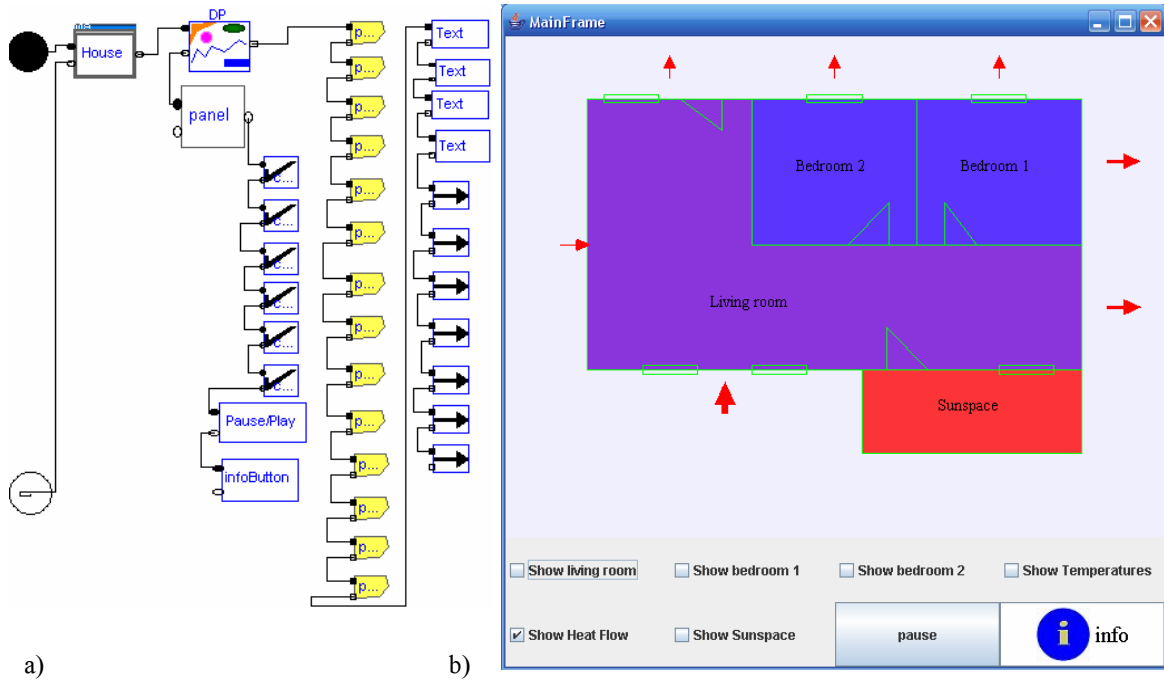 DP
House
panel
C...
C...
C...
C...
C...
C...
Pause/Play
infoButton
p...
p...
p...
p...
p...
p...
p...
p...
p...
p...
p...
p...
p...
p...
Text
Text
Text
Text
a)
MainFrame
Bedroom 2
Bedroom 1
Living room
Sunspace
Show living room
Show bedroom 1
Show bedroom 2
Show Temperatures
Show Heat Flow
Show Sunspace
pause
i
info
b)